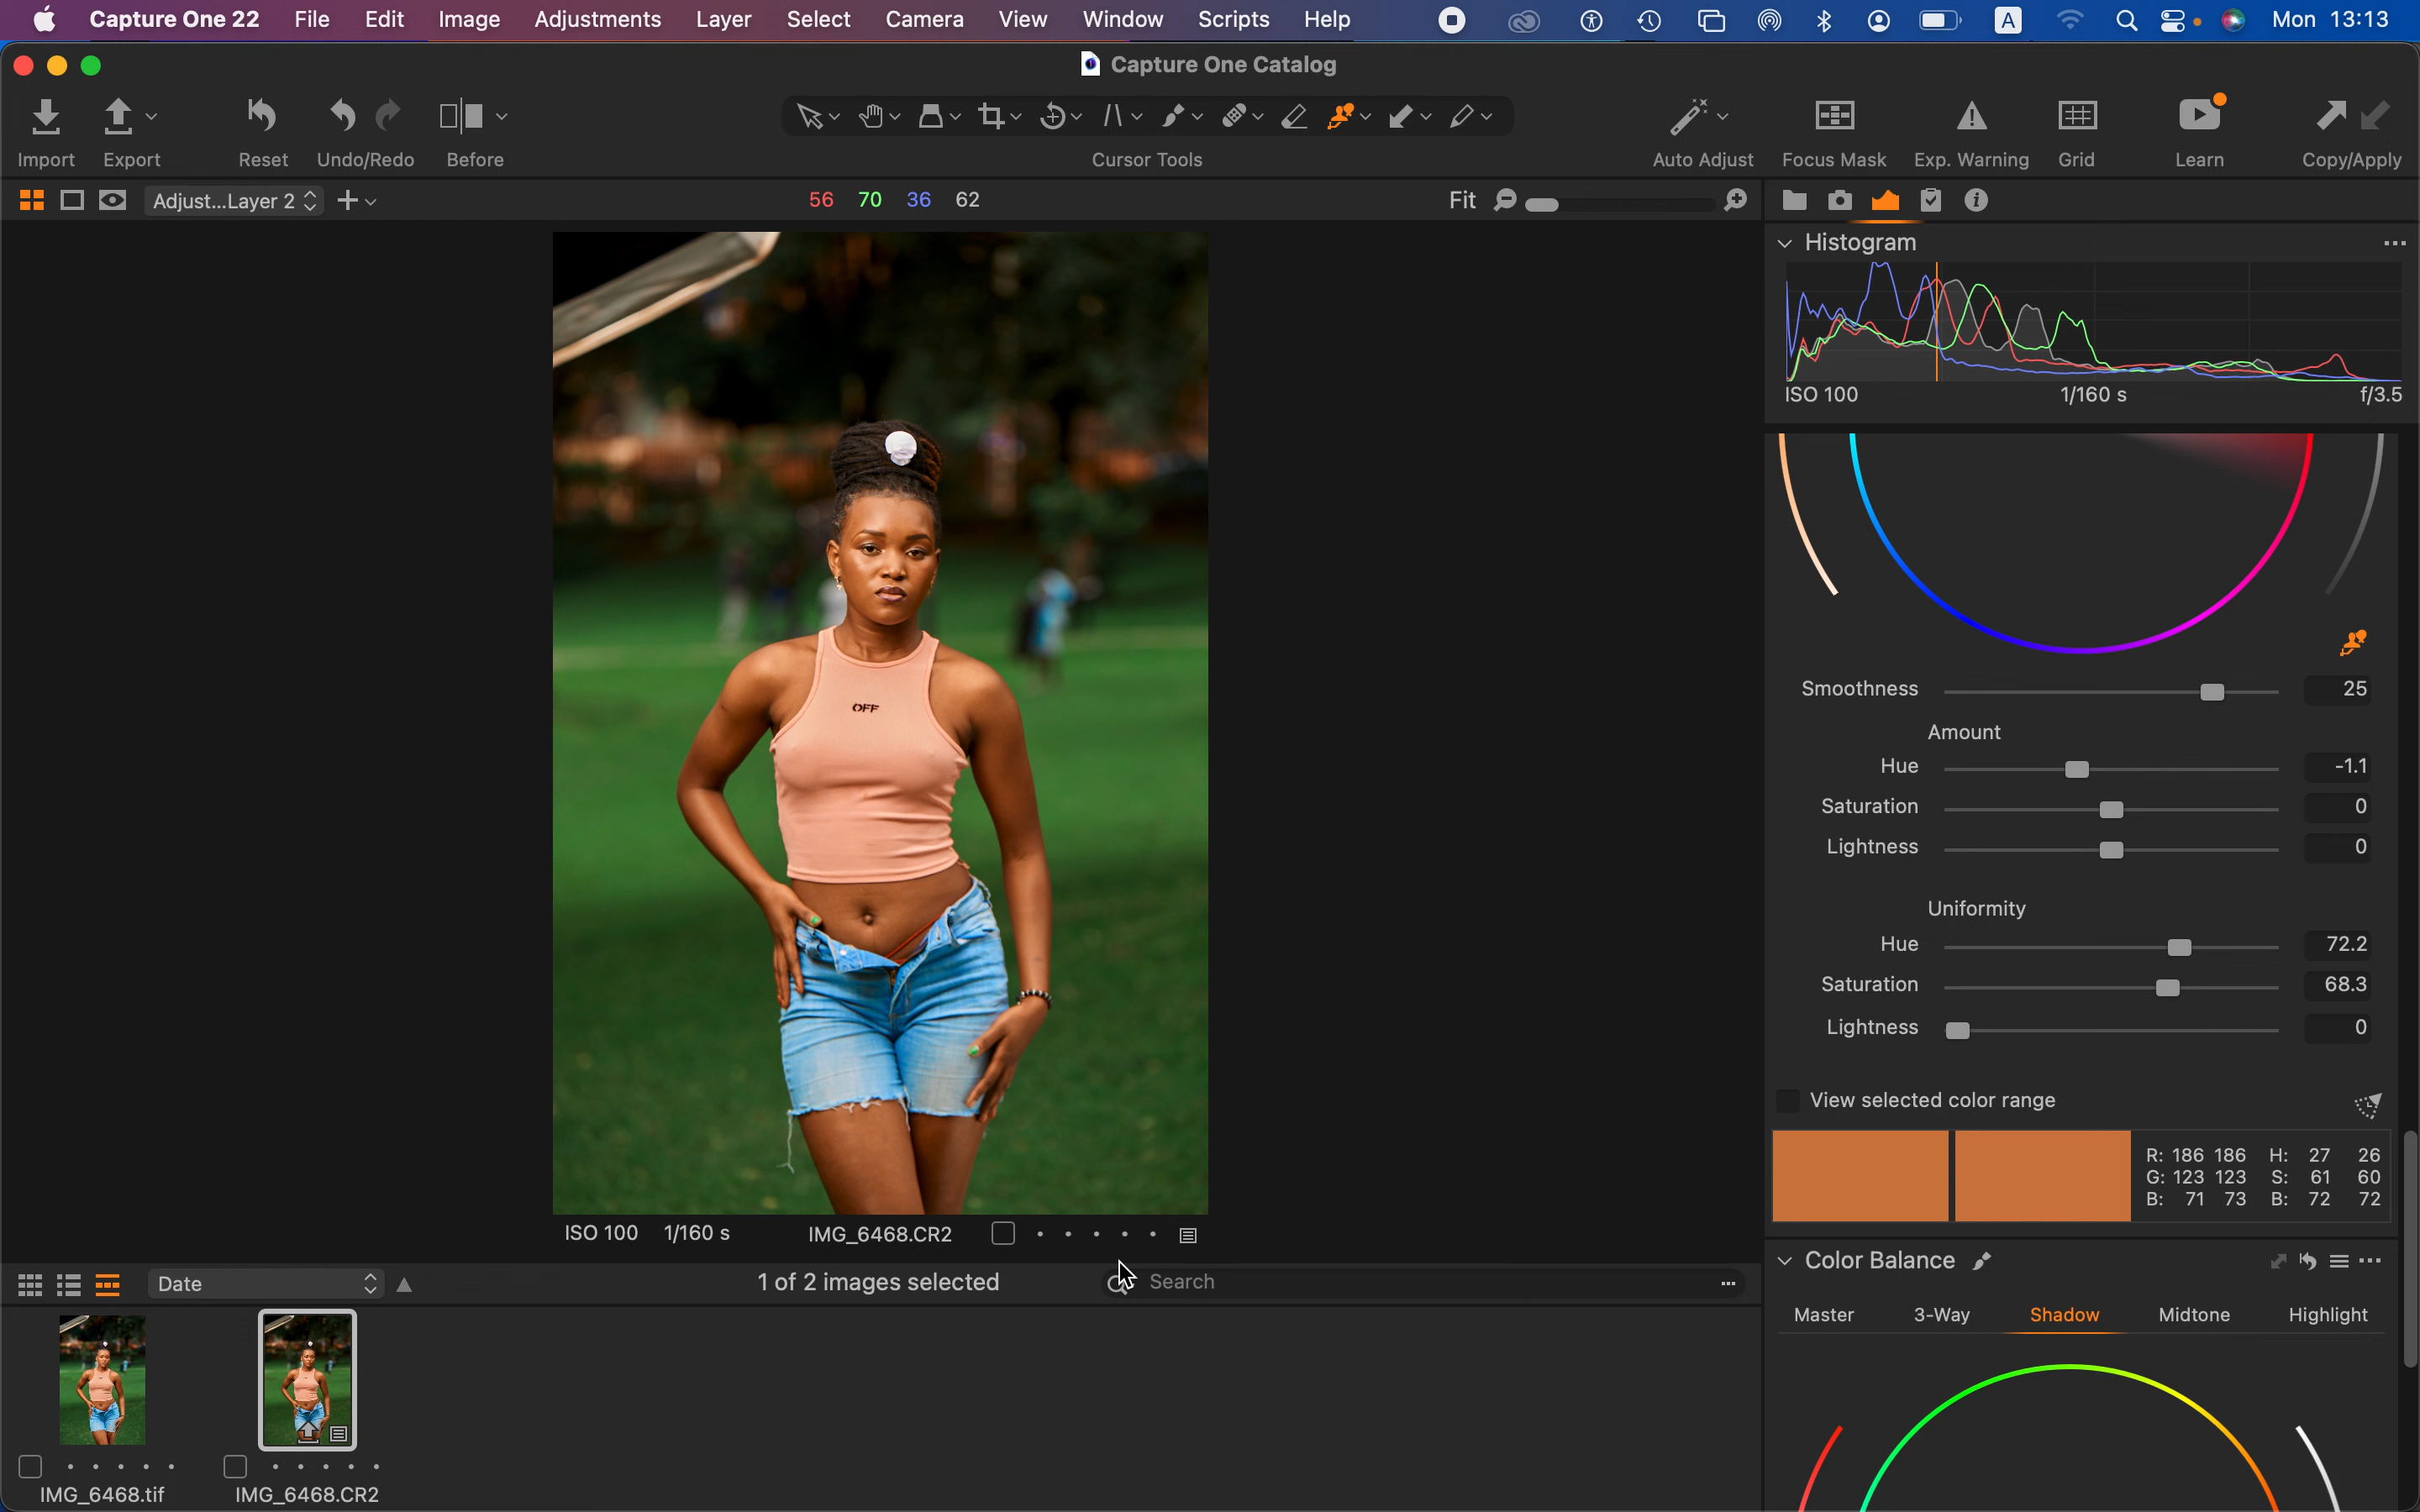 Capture One 22 File Edit Image Adjustments Layer Select Camera View Window Scripts Help A Mon 13:13
Capture One Catalog
Import Export Reset Undo/Redo Before Cursor Tools Auto Adjust Focus Mask Exp. Warning Grid Learn Copy/Apply
Adjust...Layer 2 56 70 36 62 Fit
Histogram
ISO 100 1/160 s f/3.5
OFF
Smoothness 25
Amount
Hue -1.1
Saturation 0
Lightness 0
Uniformity
Hue 72.2
Saturation 68.3
Lightness 0
View selected color range
R: 186 186 H: 27 26
G: 123 123 S: 61 60
B: 71 73 B: 72 72
ISO 100 1/160 s IMG_6468.CR2
Color Balance
Date 1 of 2 images selected Search
Master 3-Way Shadow Midtone Highlight
IMG_6468.tif IMG_6468.CR2